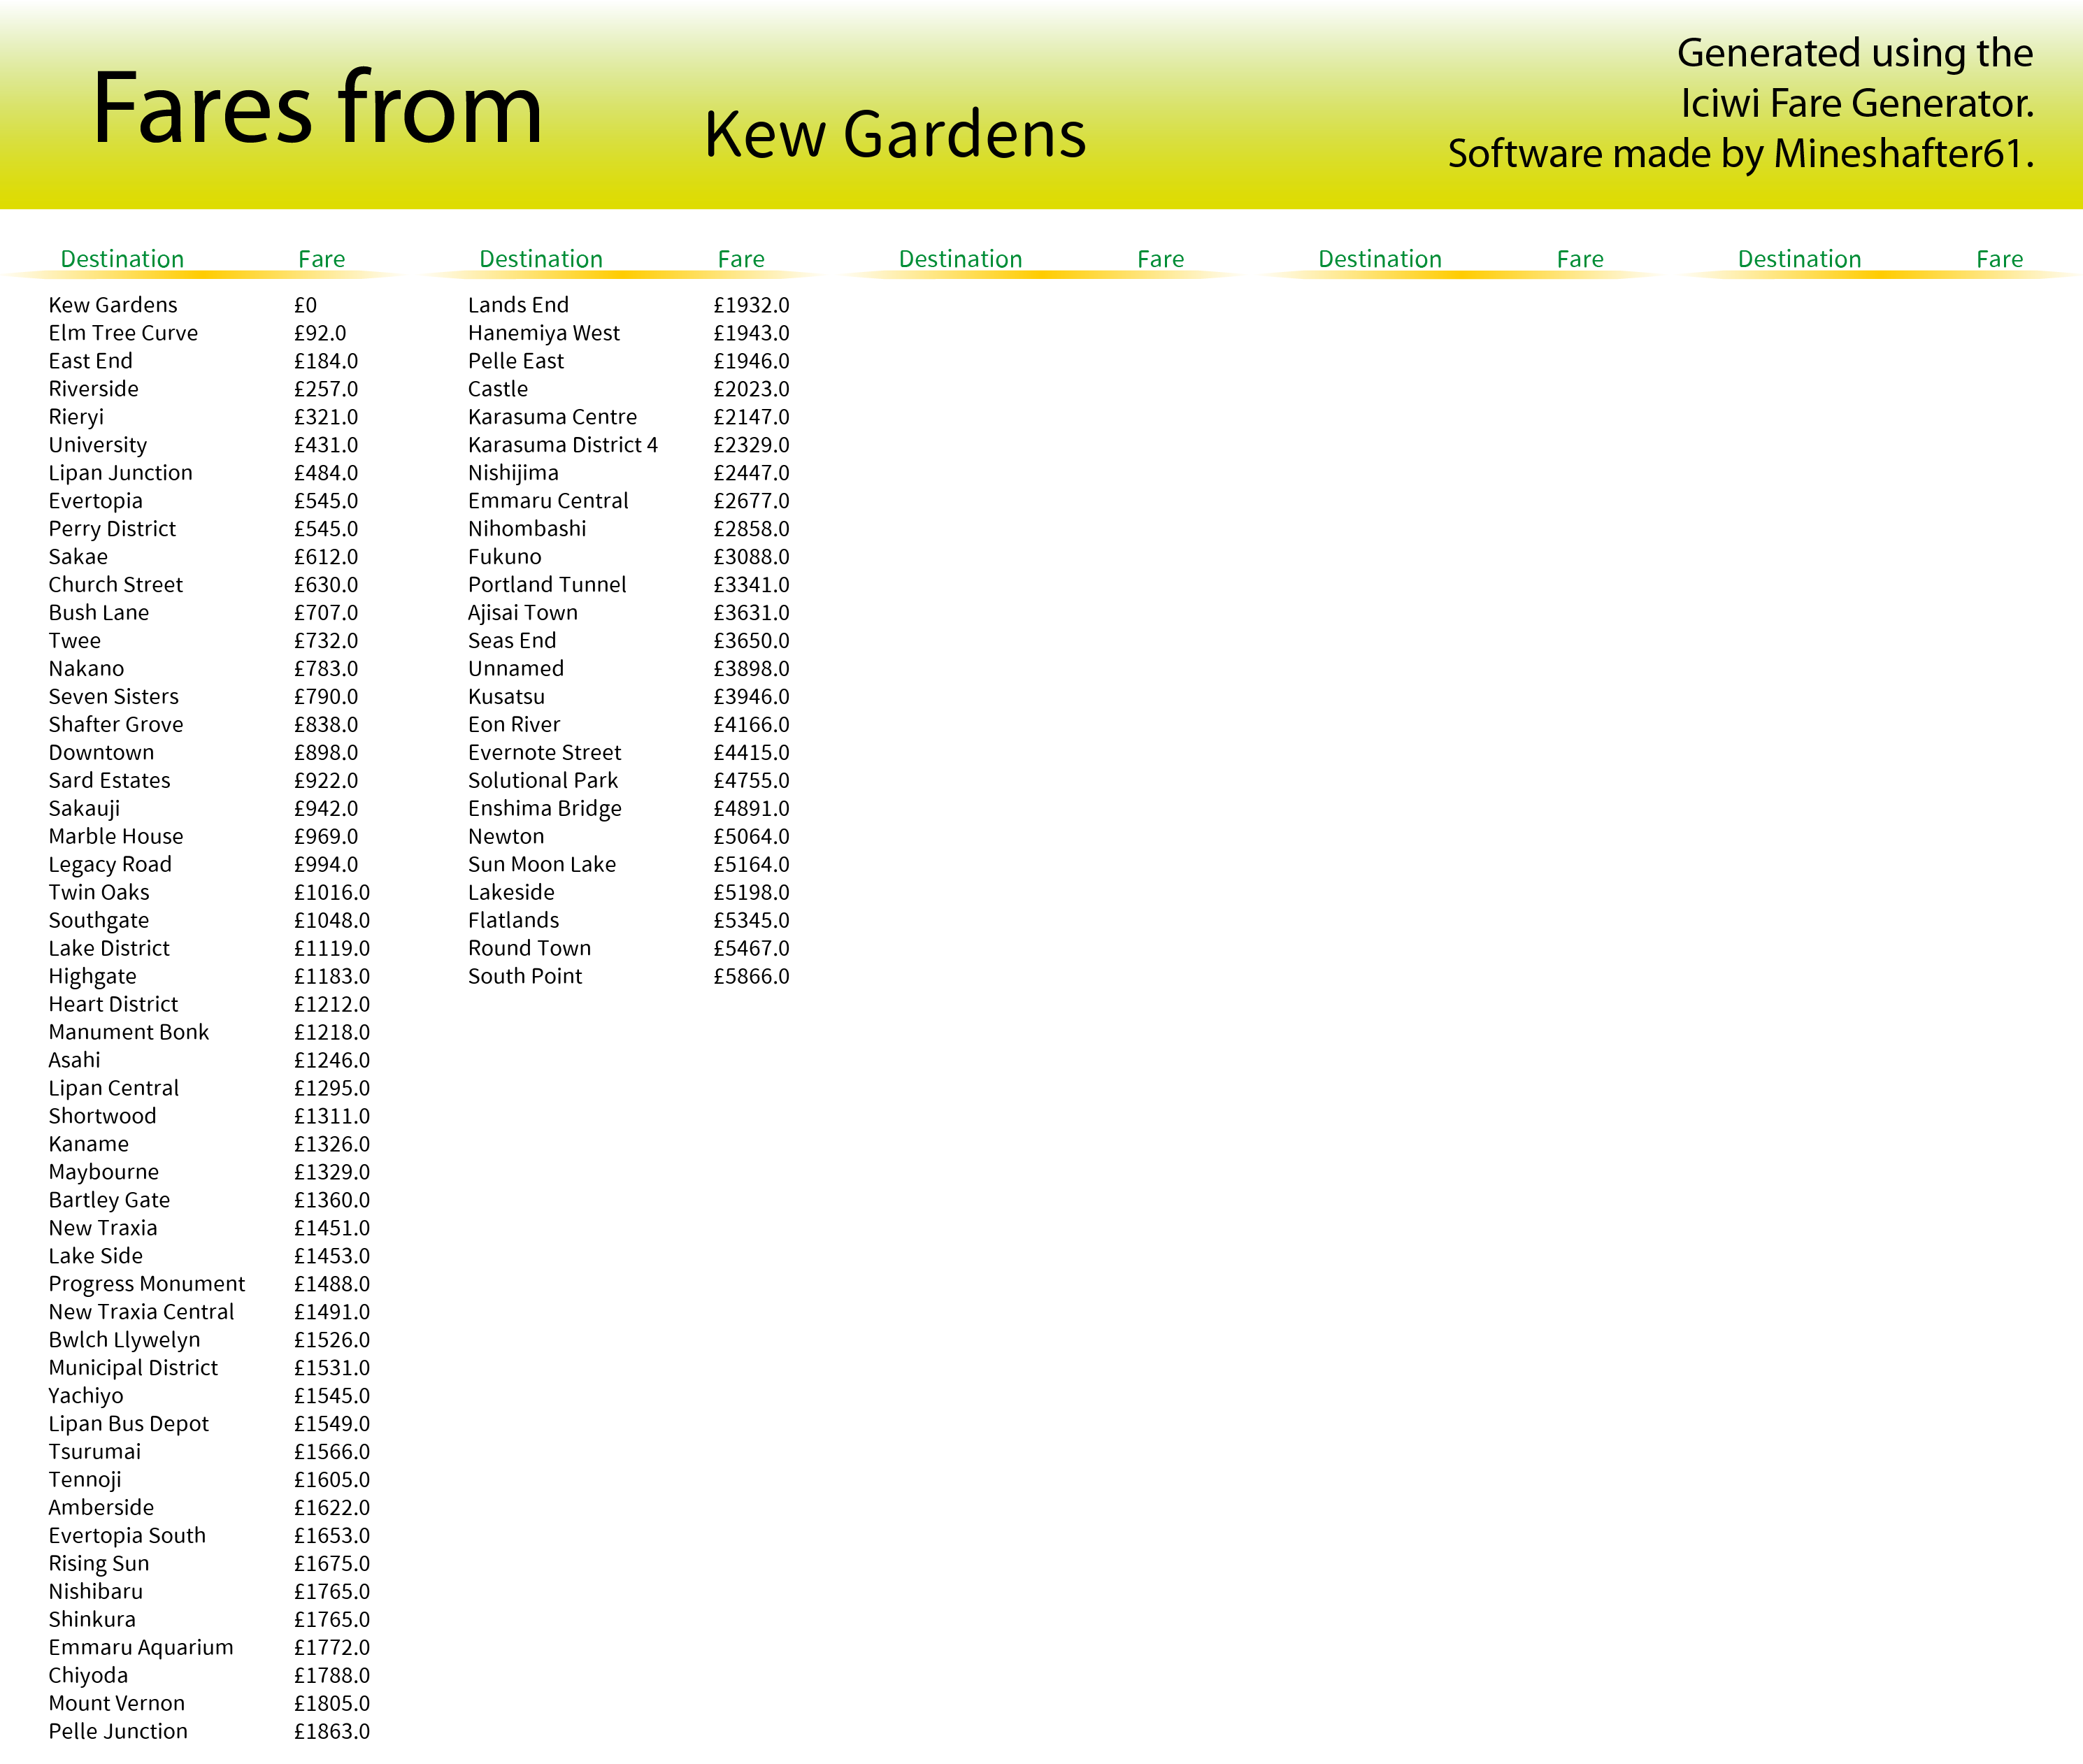 Fares from
Kew Gardens
Generated using the
Iciwi Fare Generator.
Software made by Mineshafter61.
Destination Fare Destination Fare Destination Fare Destination Fare Destination Fare
Kew Gardens £0
Elm Tree Curve £92.0
East End £184.0
Riverside £257.0
Rieryi £321.0
University £431.0
Lipan Junction £484.0
Evertopia £545.0
Perry District £545.0
Sakae £612.0
Church Street £630.0
Bush Lane £707.0
Twee £732.0
Nakano £783.0
Seven Sisters £790.0
Shafter Grove £838.0
Downtown £898.0
Sard Estates £922.0
Sakauji £942.0
Marble House £969.0
Legacy Road £994.0
Twin Oaks £1016.0
Southgate £1048.0
Lake District £1119.0
Highgate £1183.0
Heart District £1212.0
Manument Bonk £1218.0
Asahi £1246.0
Lipan Central £1295.0
Shortwood £1311.0
Kaname £1326.0
Maybourne £1329.0
Bartley Gate £1360.0
New Traxia £1451.0
Lake Side £1453.0
Progress Monument £1488.0
New Traxia Central £1491.0
Bwlch Llywelyn £1526.0
Municipal District £1531.0
Yachiyo £1545.0
Lipan Bus Depot £1549.0
Tsurumai £1566.0
Tennoji £1605.0
Amberside £1622.0
Evertopia South £1653.0
Rising Sun £1675.0
Nishibaru £1765.0
Shinkura £1765.0
Emmaru Aquarium £1772.0
Chiyoda £1788.0
Mount Vernon £1805.0
Pelle Junction £1863.0
Lands End £1932.0
Hanemiya West £1943.0
Pelle East £1946.0
Castle £2023.0
Karasuma Centre £2147.0
Karasuma District 4 £2329.0
Nishijima £2447.0
Emmaru Central £2677.0
Nihombashi £2858.0
Fukuno £3088.0
Portland Tunnel £3341.0
Ajisai Town £3631.0
Seas End £3650.0
Unnamed £3898.0
Kusatsu £3946.0
Eon River £4166.0
Evernote Street £4415.0
Solutional Park £4755.0
Enshima Bridge £4891.0
Newton £5064.0
Sun Moon Lake £5164.0
Lakeside £5198.0
Flatlands £5345.0
Round Town £5467.0
South Point £5866.0